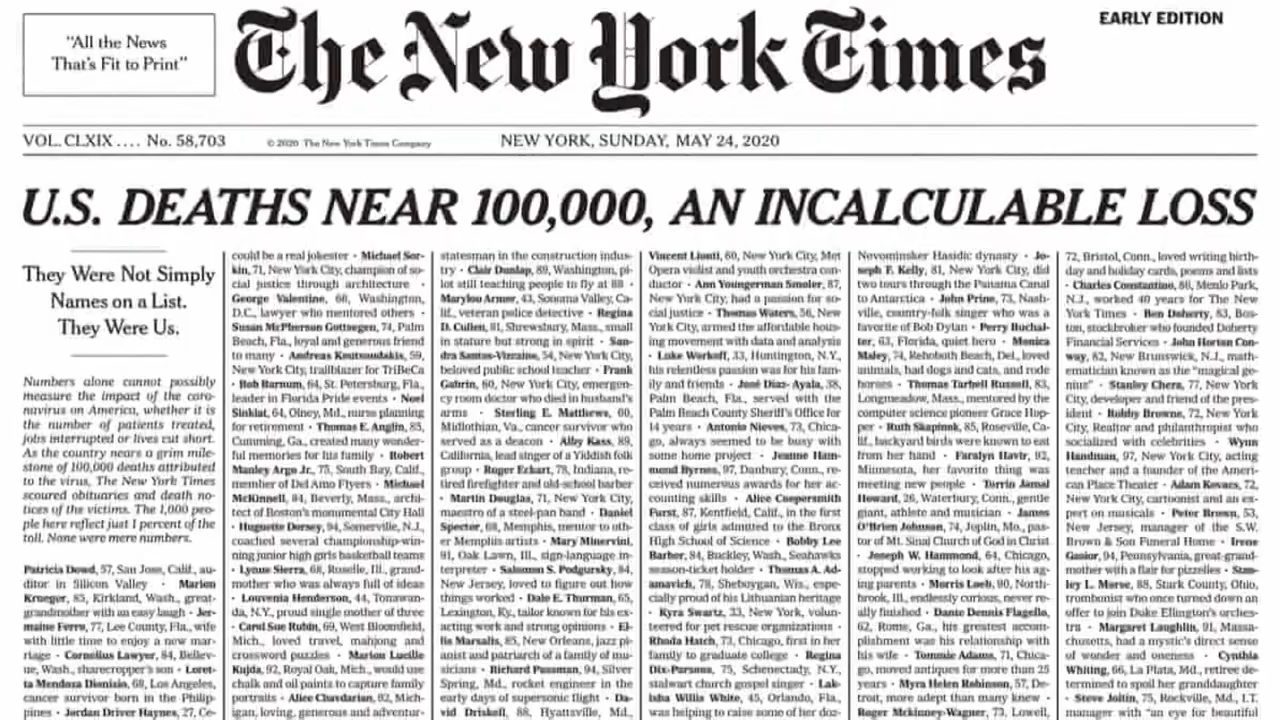 "All the News
That's Fit to Print"
The New York Times
EARLY EDITION
VOL. CLXIX .... No. 58,703
© 2020 The New York Times Company
NEW YORK, SUNDAY, MAY 24, 2020
U.S. DEATHS NEAR 100,000, AN INCALCULABLE LOSS
They Were Not Simply
Names on a List.
They Were Us.
Numbers alone cannot possibly
measure the impact of the coro-
navirus on America, whether it is
the number of patients treated,
jobs interrupted or lives cut short.
As the country nears a grim mile-
stone of 100,000 deaths attributed
to the virus, The New York Times
scoured obituaries and death no-
tices of the victims. The 1,000 peo-
ple here reflect just 1 percent of the
toll. None were mere numbers.
Patricia Dowd, 57, San Jose, Calif., au-
ditor in Silicon Valley • Marion
Krueger, 85, Kirkland, Wash., great-
grandmother with an easy laugh • Jer-
maine Ferro, 77, Lee County, Fla., wife
with little time to enjoy a new mar-
riage • Cornelius Lawyer, 84, Bellev-
ue, Wash., sharecropper's son • Loret-
ta Mendoza Dionisio, 68, Los Angeles,
cancer survivor born in the Philip-
pines • Jordan Driver Haynes, 27, Ce-
could be a real jokester • Michael Sor-
kin, 71, New York City, champion of so-
cial justice through architecture •
George Valentine, 66, Washington,
D.C., lawyer who mentored others •
Susan McPherson Gottsegen, 74, Palm
Beach, Fla., loyal and generous friend
to many • Andreas Koutsoudakis, 59,
New York City, trailblazer for TriBeCa
• Bob Barnum, 64, St. Petersburg, Fla.,
leader in Florida Pride events • Noel
Sinkiat, 64, Olney, Md., nurse planning
for retirement • Thomas E. Anglin, 85,
Cumming, Ga., created many wonder-
ful memories for his family • Robert
Manley Argo Jr., 75, South Bay, Calif.,
member of Del Amo Flyers • Michael
McKinnell, 84, Beverly, Mass., archi-
tect of Boston's monumental City Hall
• Huguette Dorsey, 94, Somerville, N.J.,
coached several championship-win-
ning junior high girls basketball teams
• Lynne Sierra, 68, Roselle, Ill., grand-
mother who was always full of ideas
• Louvenia Henderson, 44, Tonawan-
da, N.Y., proud single mother of three
• Carol Sue Rubin, 69, West Bloomfield,
Mich., loved travel, mahjong and
crossword puzzles • Marion Lucille
Kujda, 92, Royal Oak, Mich., would use
chalk and oil paints to capture family
portraits • Alice Chavdarian, 92, Mich-
igan, loving, generous and adventur-
statesman in the construction indus-
try • Clair Dunlap, 89, Washington, pi-
lot still teaching people to fly at 88 •
Marylou Armer, 43, Sonoma Valley, Ca-
lif., veteran police detective • Regina
D. Cullen, 81, Shrewsbury, Mass., small
in stature but strong in spirit • San-
dra Santos-Vizcaino, 54, New York City,
beloved public school teacher • Frank
Gabrin, 60, New York City, emergen-
cy room doctor who died in husband's
arms • Sterling E. Matthews, 60,
Midlothian, Va., cancer survivor who
served as a deacon • Alby Kass, 89,
California, lead singer of a Yiddish folk
group • Roger Eckart, 78, Indiana, re-
tired firefighter and old-school barber
• Martin Douglas, 71, New York City,
maestro of a steel-pan band • Daniel
Spector, 68, Memphis, mentor to oth-
er Memphis artists • Mary Minervini,
91, Oak Lawn, Ill., sign-language in-
terpreter • Salomon S. Podgursky, 84,
New Jersey, loved to figure out how
things worked • Dale E. Thurman, 65,
Lexington, Ky., tailor known for his ex-
acting work and strong opinions • El-
lis Marsalis, 85, New Orleans, jazz pi-
anist and patriarch of a family of mu-
sicians • Richard Passman, 94, Silver
Spring, Md., rocket engineer in the
early days of supersonic flight • Da-
vid Driskell, 88, Hyattsville, Md.,
Vincent Lionti, 60, New York City, Met
Opera violist and youth orchestra con-
ductor • Ann Youngerman Smoler, 87,
New York City, had a passion for so-
cial justice • Thomas Waters, 56, New
York City, armed the affordable hous-
ing movement with data and analysis
• Luke Workoff, 33, Huntington, N.Y.,
his relentless passion was for his fam-
ily and friends • José Díaz-Ayala, 38,
Palm Beach, Fla., served with the
Palm Beach County Sheriff's Office for
14 years • Antonio Nieves, 73, Chica-
go, always seemed to be busy with
some home project • Jeanne Ham-
mond Byrnes, 97, Danbury, Conn., re-
ceived numerous awards for her ac-
counting skills • Alice Coopersmith
Furst, 87, Kentfield, Calif., in the first
class of girls admitted to the Bronx
High School of Science • Bobby Lee
Barber, 84, Buckley, Wash., Seahawks
season-ticket holder • Thomas A. Ad-
amavich, 78, Sheboygan, Wis., espe-
cially proud of his Lithuanian heritage
• Kyra Swartz, 33, New York, volun-
teered for pet rescue organizations •
Rhoda Hatch, 73, Chicago, first in her
family to graduate college • Regina
Dix-Parsons, 75, Schenectady, N.Y.,
stalwart church gospel singer • Lak-
isha Willis White, 45, Orlando, Fla.,
was helping to raise some of her doz-
Nevominsker Hasidic dynasty • Jo-
seph F. Kelly, 81, New York City, did
two tours through the Panama Canal
to Antarctica • John Prine, 73, Nash-
ville, country-folk singer who was a
favorite of Bob Dylan • Perry Buchal-
ter, 63, Florida, quiet hero • Monica
Maley, 74, Rehoboth Beach, Del., loved
animals, had dogs and cats, and rode
horses • Thomas Tarbell Russell, 83,
Longmeadow, Mass., mentored by the
computer science pioneer Grace Hop-
per • Ruth Skapinok, 85, Roseville, Ca-
lif., backyard birds were known to eat
from her hand • Faralyn Havir, 92,
Minnesota, her favorite thing was
meeting new people • Torrin Jamal
Howard, 26, Waterbury, Conn., gentle
giant, athlete and musician • James
O'Brien Johnson, 74, Joplin, Mo., pas-
tor of Mt. Sinai Church of God in Christ
• Joseph W. Hammond, 64, Chicago,
stopped working to look after his ag-
ing parents • Morris Loeb, 90, North-
brook, Ill., endlessly curious, never re-
ally finished • Dante Dennis Flagello,
62, Rome, Ga., his greatest accom-
plishment was his relationship with
his wife • Tommie Adams, 71, Chica-
go, moved antiques for more than 25
years • Myra Helen Robinson, 57, De-
troit, more adept than many knew •
Roger Mckinney-Wagner, 73, Lowell,
72, Bristol, Conn., loved writing birth-
day and holiday cards, poems and lists
• Charles Constantino, 86, Menlo Park,
N.J., worked 40 years for The New
York Times • Ben Doherty, 83, Bos-
ton, stockbroker who founded Doherty
Financial Services • John Horton Con-
way, 82, New Brunswick, N.J., math-
ematician known as the "magical ge-
nius" • Stanley Chera, 77, New York
City, developer and friend of the pres-
ident • Bobby Browne, 72, New York
City, Realtor and philanthropist who
socialized with celebrities • Wynn
Handman, 97, New York City, acting
teacher and a founder of the Ameri-
can Place Theater • Adam Kovacs, 72,
New York City, cartoonist and an ex-
pert on musicals • Peter Brown, 53,
New Jersey, manager of the S.W.
Brown & Son Funeral Home • Irene
Gasior, 94, Pennsylvania, great-grand-
mother with a flair for pizzelles • Stan-
ley L. Morse, 88, Stark County, Ohio,
trombonist who once turned down an
offer to join Duke Ellington's orches-
tra • Margaret Laughlin, 91, Massa-
chusetts, had a mystic's direct sense
of wonder and oneness • Cynthia
Whiting, 66, La Plata, Md., retiree de-
termined to spoil her granddaughter
• Steve Joltin, 75, Rockville, Md., I.T.
manager with "an eye for beautiful